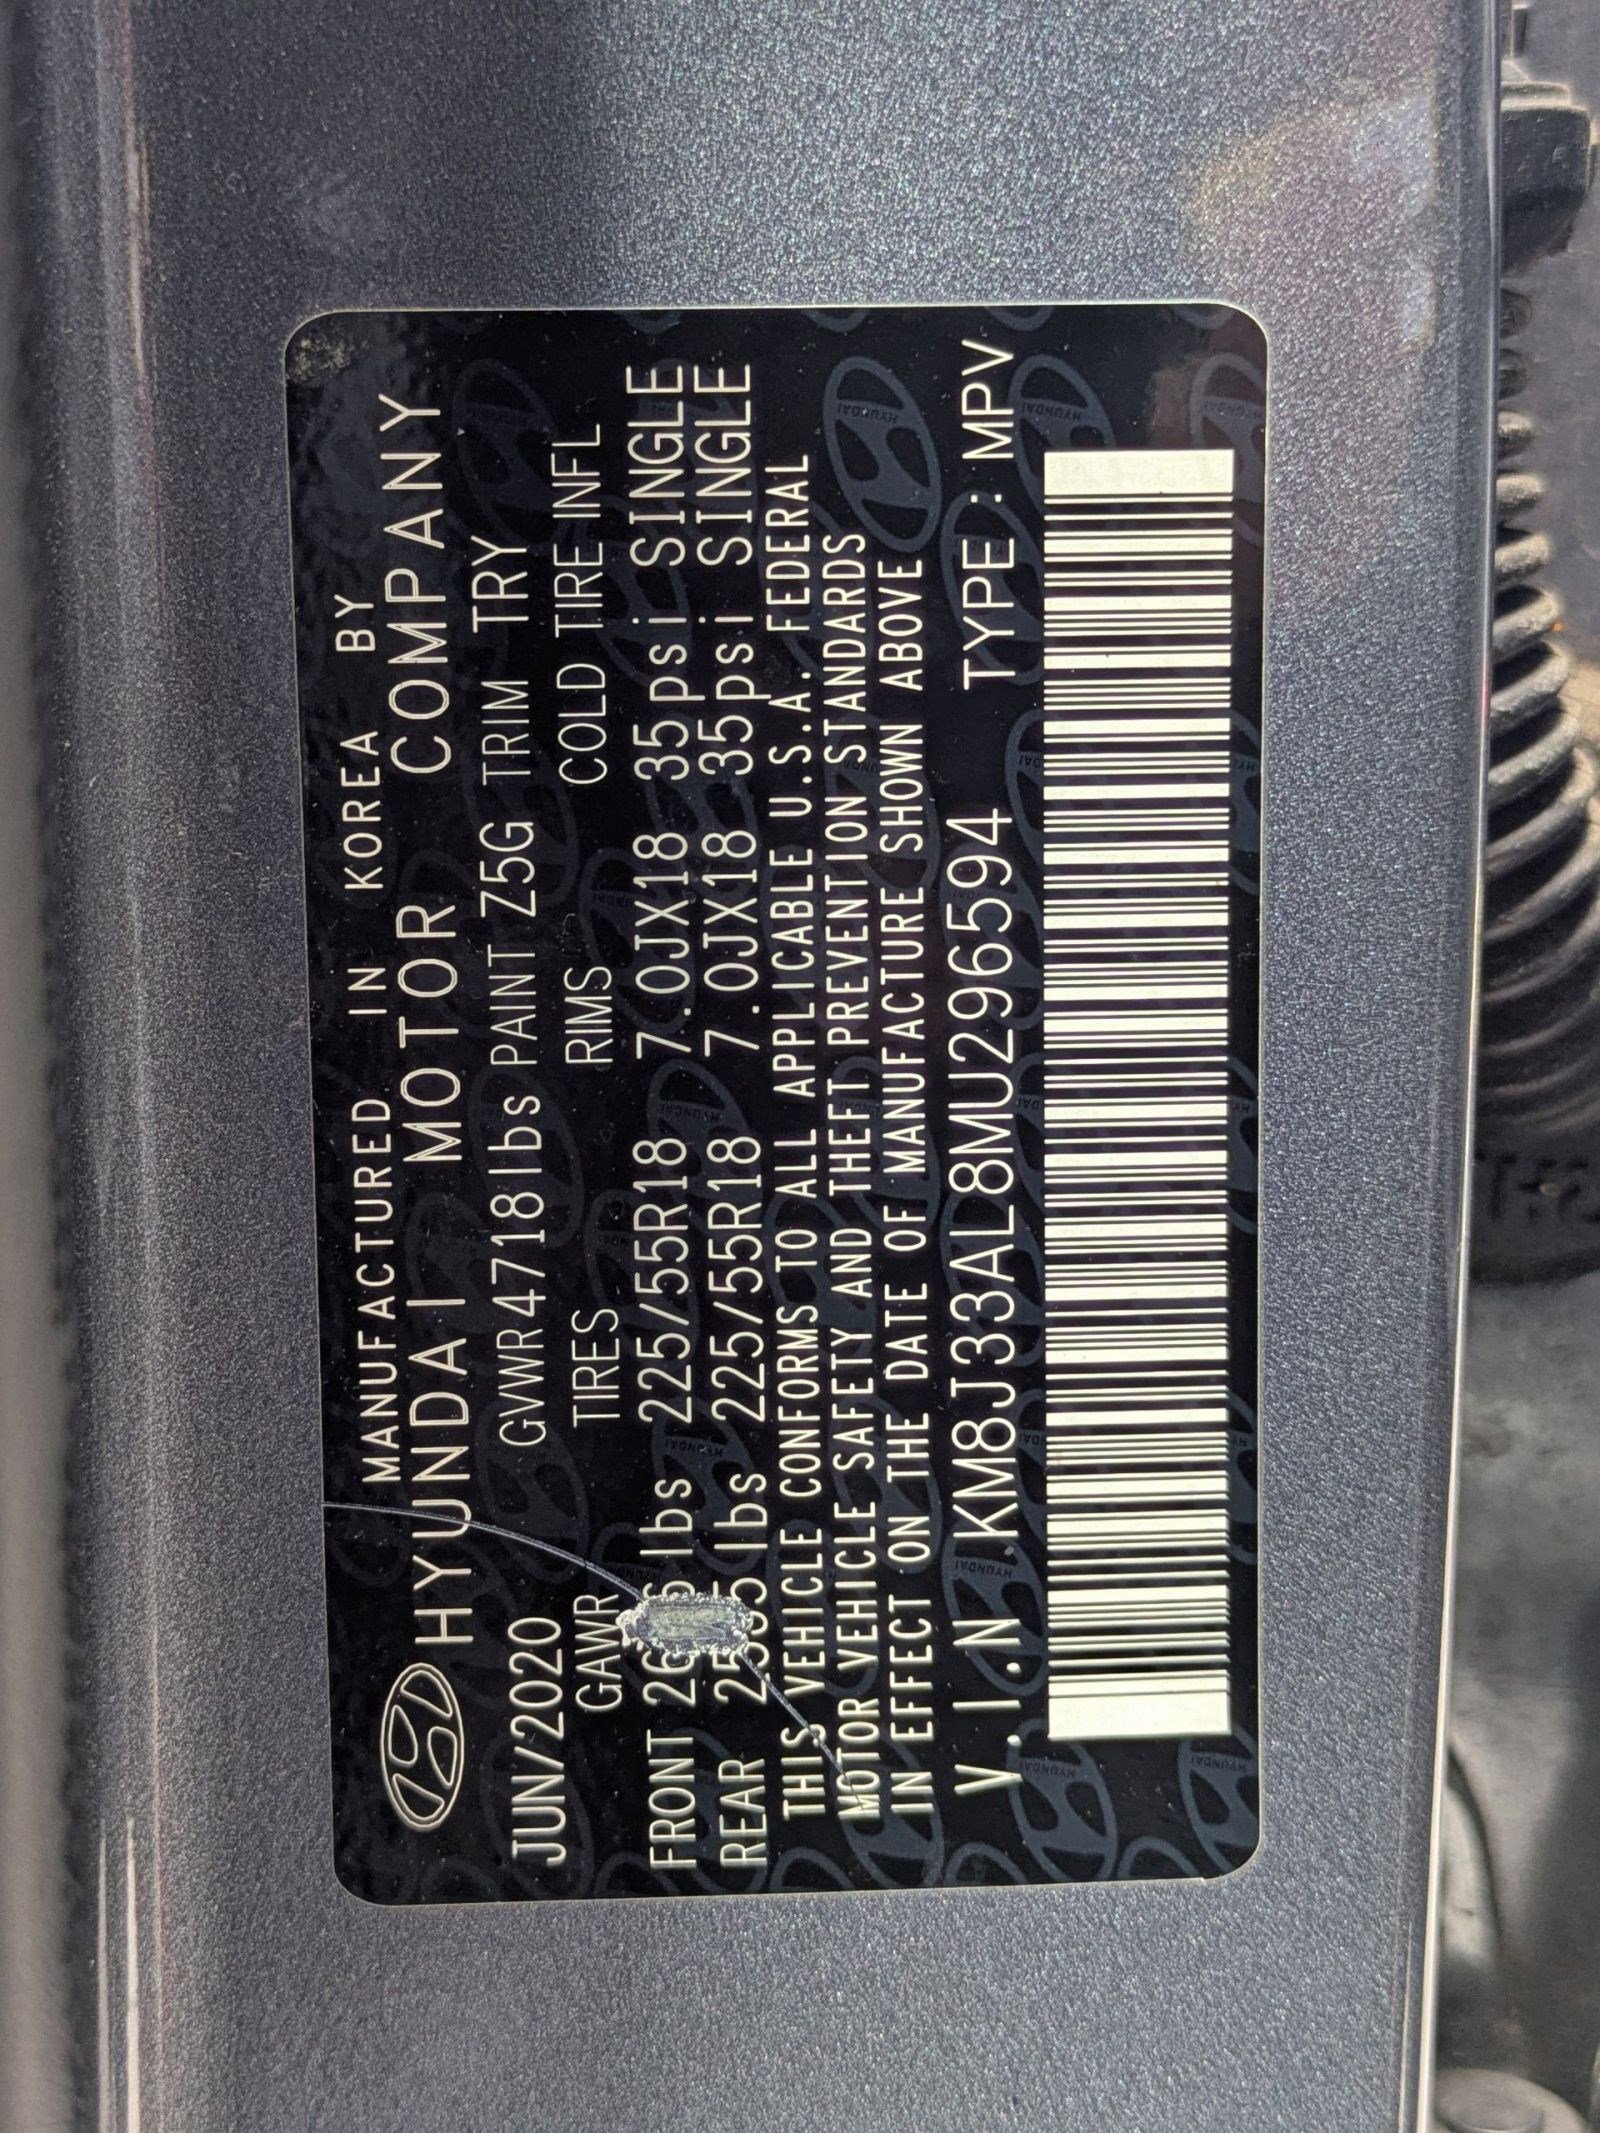 MANUFACTURED IN KOREA BY
HYUNDAI MOTOR COMPANY
JUN/2020 GVWR 4718lbs PAINT Z5G TRIM TRY
GAWR TIRES RIMS COLD TIRE INFL
FRONT lbs 225/55R18 7.0JX18 35psi SINGLE
REAR lbs 225/55R18 7.0JX18 35psi SINGLE
THIS VEHICLE CONFORMS TO ALL APPLICABLE U.S.A. FEDERAL
MOTOR VEHICLE SAFETY AND THEFT PREVENTION STANDARDS
IN EFFECT ON THE DATE OF MANUFACTURE SHOWN ABOVE
V.I.N.KM8J33AL8MU296594 TYPE: MPV